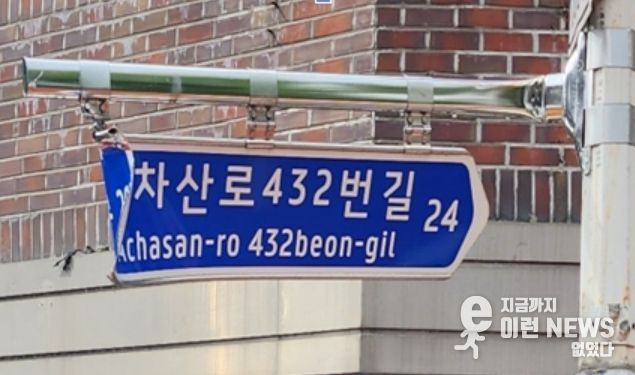 차산로432번길 24
Achasan-ro 432beon-gil
e 지금까지
이런 NEWS
없었다